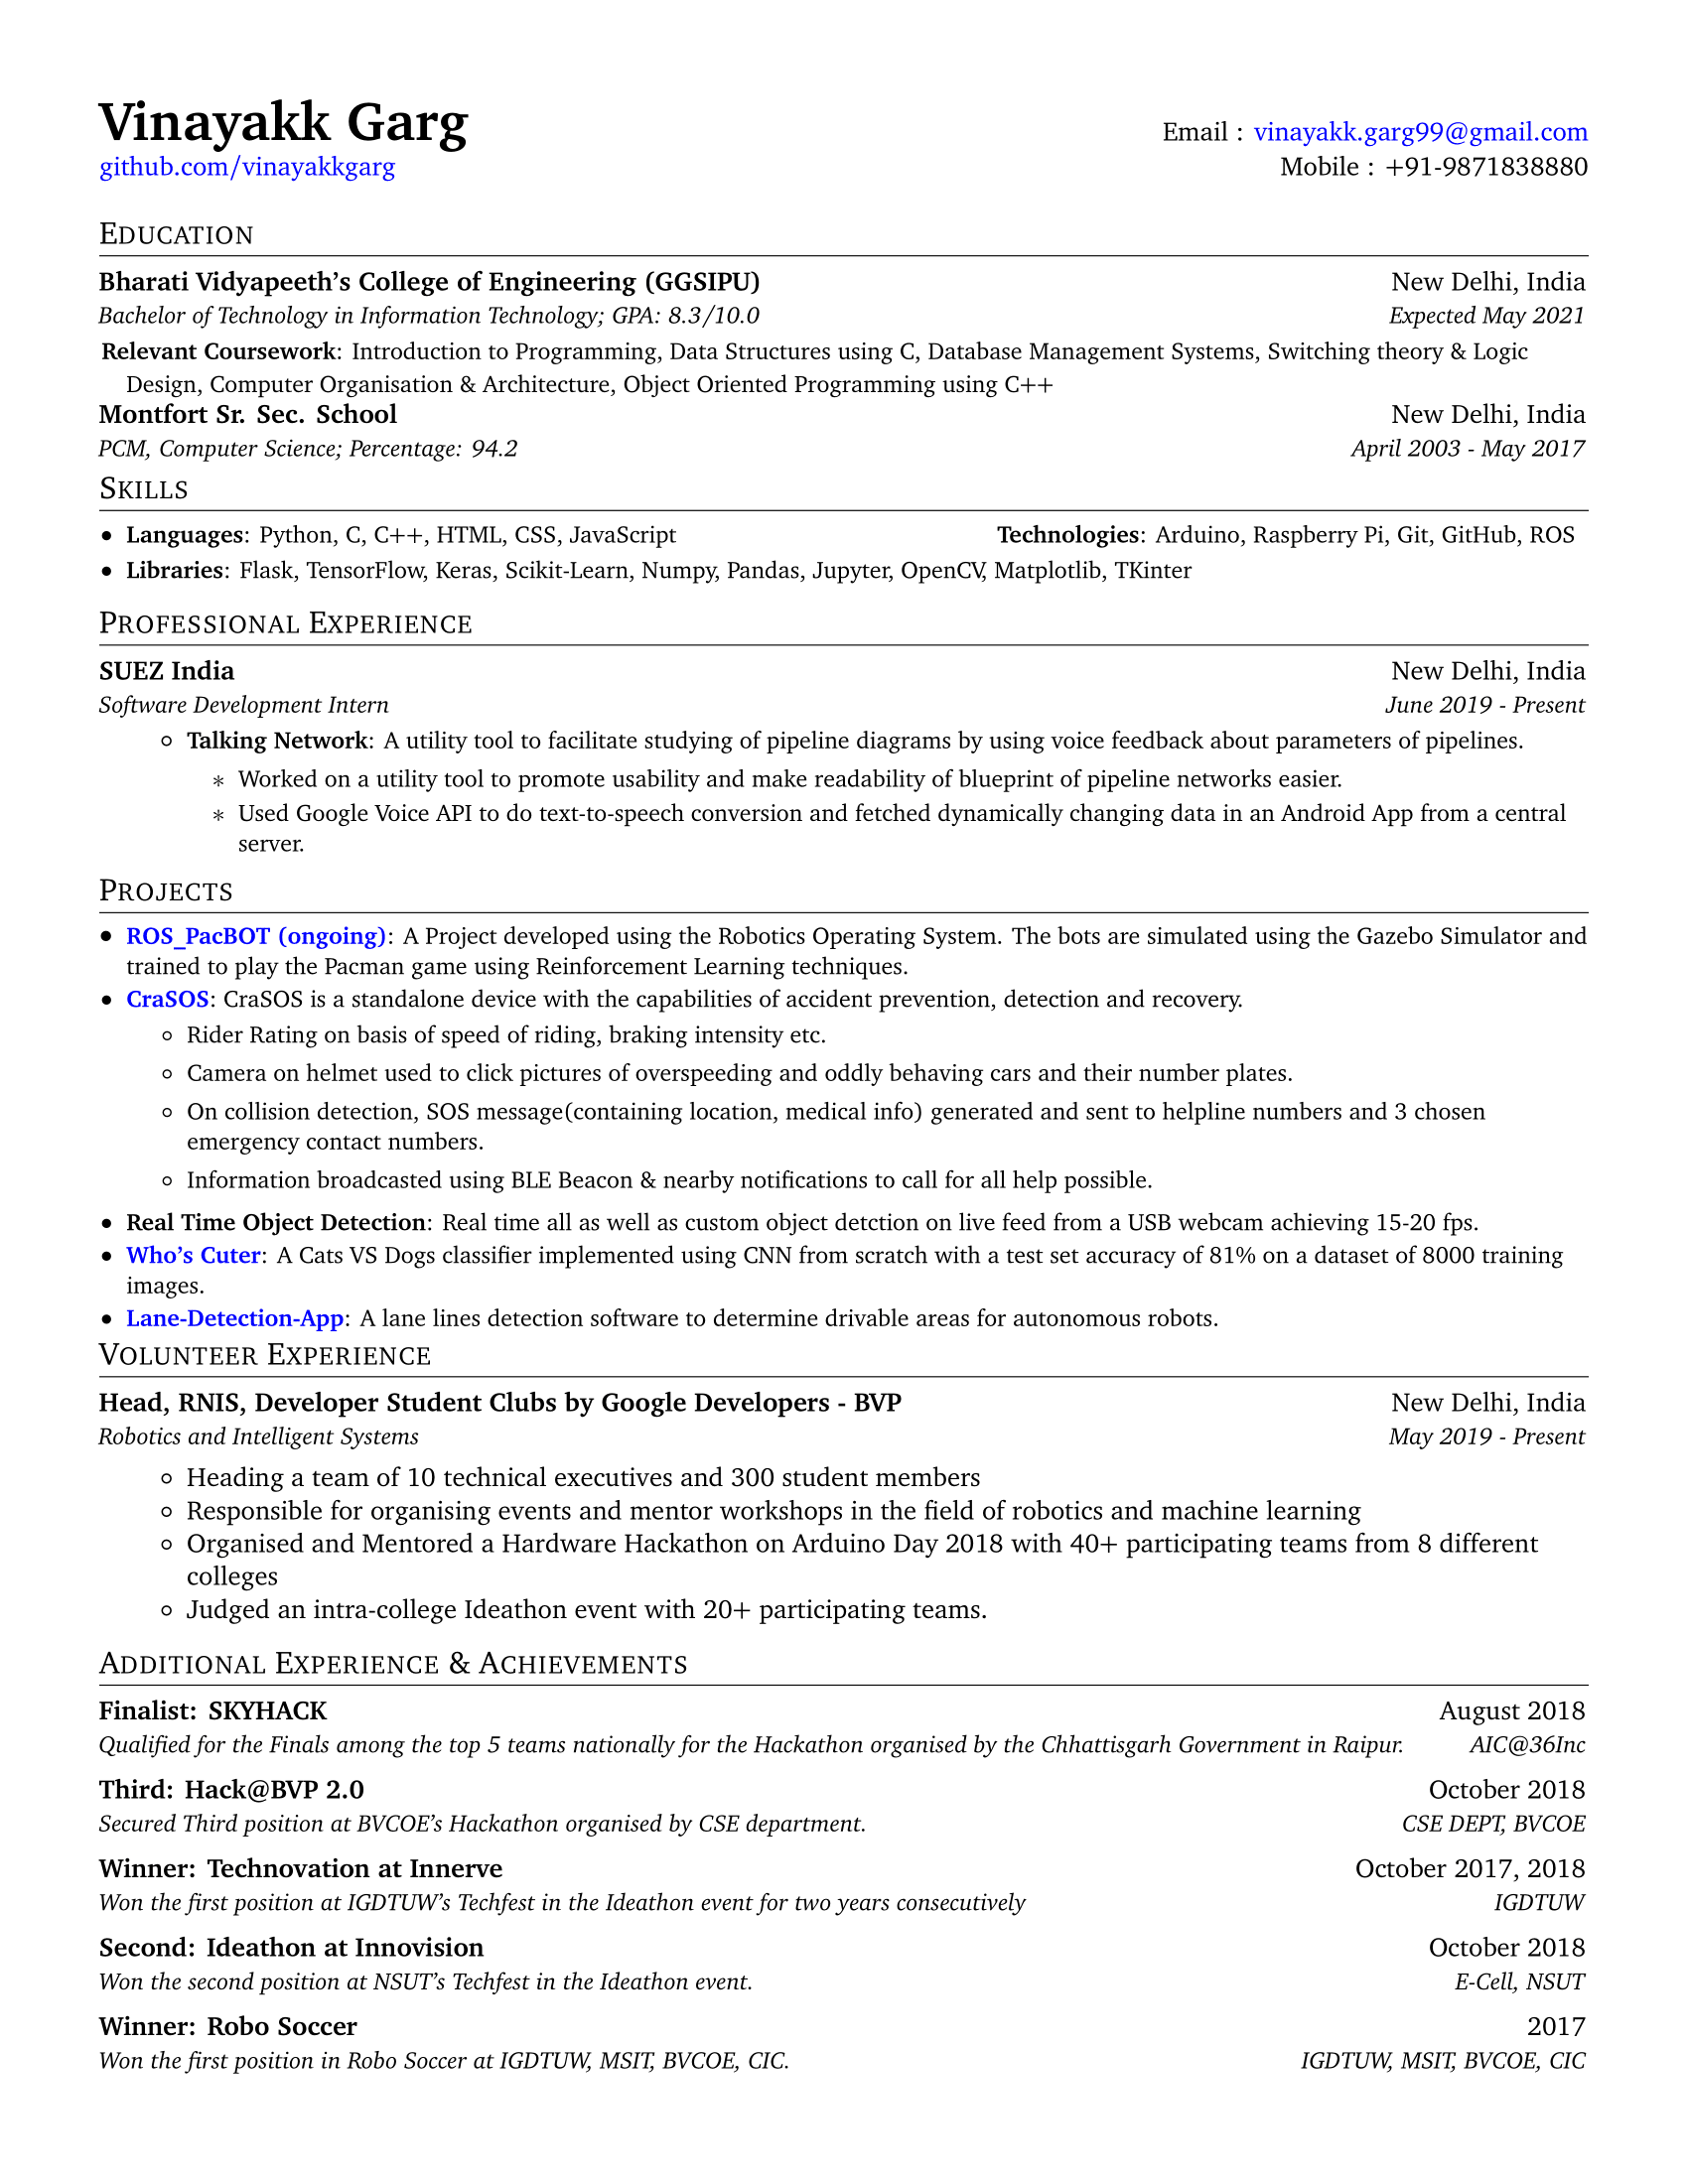 Vinayakk Garg
Email : vinayakk.garg99@gmail.com
github.com/vinayakkgarg
Mobile : +91-9871838880
EDUCATION
Bharati Vidyapeeth's College of Engineering (GGSIPU) New Delhi, India
Bachelor of Technology in Information Technology; GPA: 8.3/10.0 Expected May 2021
Relevant Coursework: Introduction to Programming, Data Structures using C, Database Management Systems, Switching theory & Logic
Design, Computer Organisation & Architecture, Object Oriented Programming using C++
Montfort Sr. Sec. School New Delhi, India
PCM, Computer Science; Percentage: 94.2 April 2003 - May 2017
SKILLS
• Languages: Python, C, C++, HTML, CSS, JavaScript Technologies: Arduino, Raspberry Pi, Git, GitHub, ROS
• Libraries: Flask, TensorFlow, Keras, Scikit-Learn, Numpy, Pandas, Jupyter, OpenCV, Matplotlib, TKinter
PROFESSIONAL EXPERIENCE
SUEZ India New Delhi, India
Software Development Intern June 2019 - Present
◦ Talking Network: A utility tool to facilitate studying of pipeline diagrams by using voice feedback about parameters of pipelines.
∗ Worked on a utility tool to promote usability and make readability of blueprint of pipeline networks easier.
∗ Used Google Voice API to do text-to-speech conversion and fetched dynamically changing data in an Android App from a central
server.
PROJECTS
• ROS_PacBOT (ongoing): A Project developed using the Robotics Operating System. The bots are simulated using the Gazebo Simulator and
trained to play the Pacman game using Reinforcement Learning techniques.
• CraSOS: CraSOS is a standalone device with the capabilities of accident prevention, detection and recovery.
◦ Rider Rating on basis of speed of riding, braking intensity etc.
◦ Camera on helmet used to click pictures of overspeeding and oddly behaving cars and their number plates.
◦ On collision detection, SOS message(containing location, medical info) generated and sent to helpline numbers and 3 chosen
emergency contact numbers.
◦ Information broadcasted using BLE Beacon & nearby notifications to call for all help possible.
• Real Time Object Detection: Real time all as well as custom object detction on live feed from a USB webcam achieving 15-20 fps.
• Who's Cuter: A Cats VS Dogs classifier implemented using CNN from scratch with a test set accuracy of 81% on a dataset of 8000 training
images.
• Lane-Detection-App: A lane lines detection software to determine drivable areas for autonomous robots.
VOLUNTEER EXPERIENCE
Head, RNIS, Developer Student Clubs by Google Developers - BVP New Delhi, India
Robotics and Intelligent Systems May 2019 - Present
◦ Heading a team of 10 technical executives and 300 student members
◦ Responsible for organising events and mentor workshops in the field of robotics and machine learning
◦ Organised and Mentored a Hardware Hackathon on Arduino Day 2018 with 40+ participating teams from 8 different
colleges
◦ Judged an intra-college Ideathon event with 20+ participating teams.
ADDITIONAL EXPERIENCE & ACHIEVEMENTS
Finalist: SKYHACK August 2018
Qualified for the Finals among the top 5 teams nationally for the Hackathon organised by the Chhattisgarh Government in Raipur. AIC@36Inc
Third: Hack@BVP 2.0 October 2018
Secured Third position at BVCOE's Hackathon organised by CSE department. CSE DEPT, BVCOE
Winner: Technovation at Innerve October 2017, 2018
Won the first position at IGDTUW's Techfest in the Ideathon event for two years consecutively IGDTUW
Second: Ideathon at Innovision October 2018
Won the second position at NSUT's Techfest in the Ideathon event. E-Cell, NSUT
Winner: Robo Soccer 2017
Won the first position in Robo Soccer at IGDTUW, MSIT, BVCOE, CIC. IGDTUW, MSIT, BVCOE, CIC